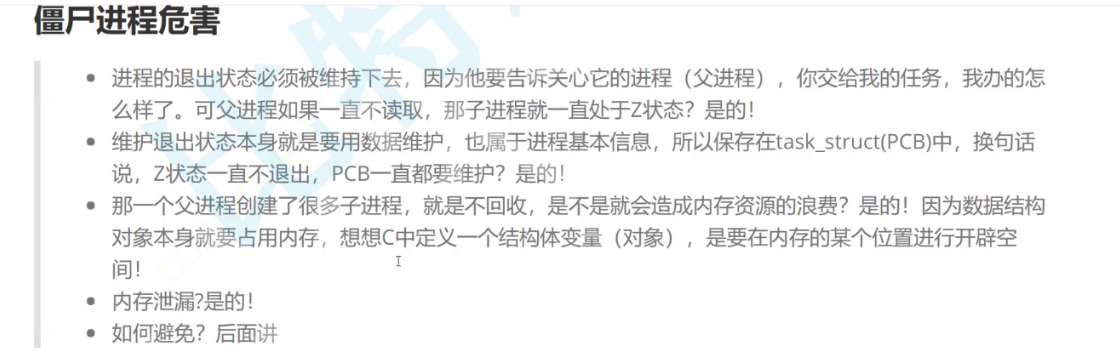 僵尸进程危害
进程的退出状态必须被维持下去，因为他要告诉关心它的进程（父进程），你交给我的任务，我办的怎
么样了。可父进程如果一直不读取，那子进程就一直处于Z状态？是的！
维护退出状态本身就是要用数据维护，也属于进程基本信息，所以保存在task_struct(PCB)中，换句话
说，Z状态一直不退出，PCB一直都要维护？是的！
那一个父进程创建了很多子进程，就是不回收，是不是就会造成内存资源的浪费？是的！因为数据结构
对象本身就要占用内存，想想C中定义一个结构体变量（对象），是要在内存的某个位置进行开辟空
间！
内存泄漏?是的！
如何避免？后面讲